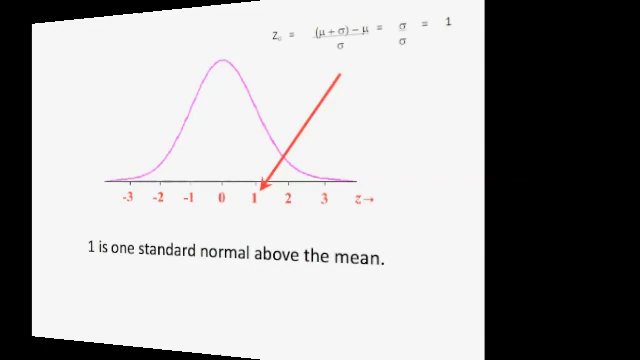 Z₀ = (μ + σ) − μ / σ = σ / σ = 1
-3 -2 -1 0 1 2 3 z→
1 is one standard normal above the mean.